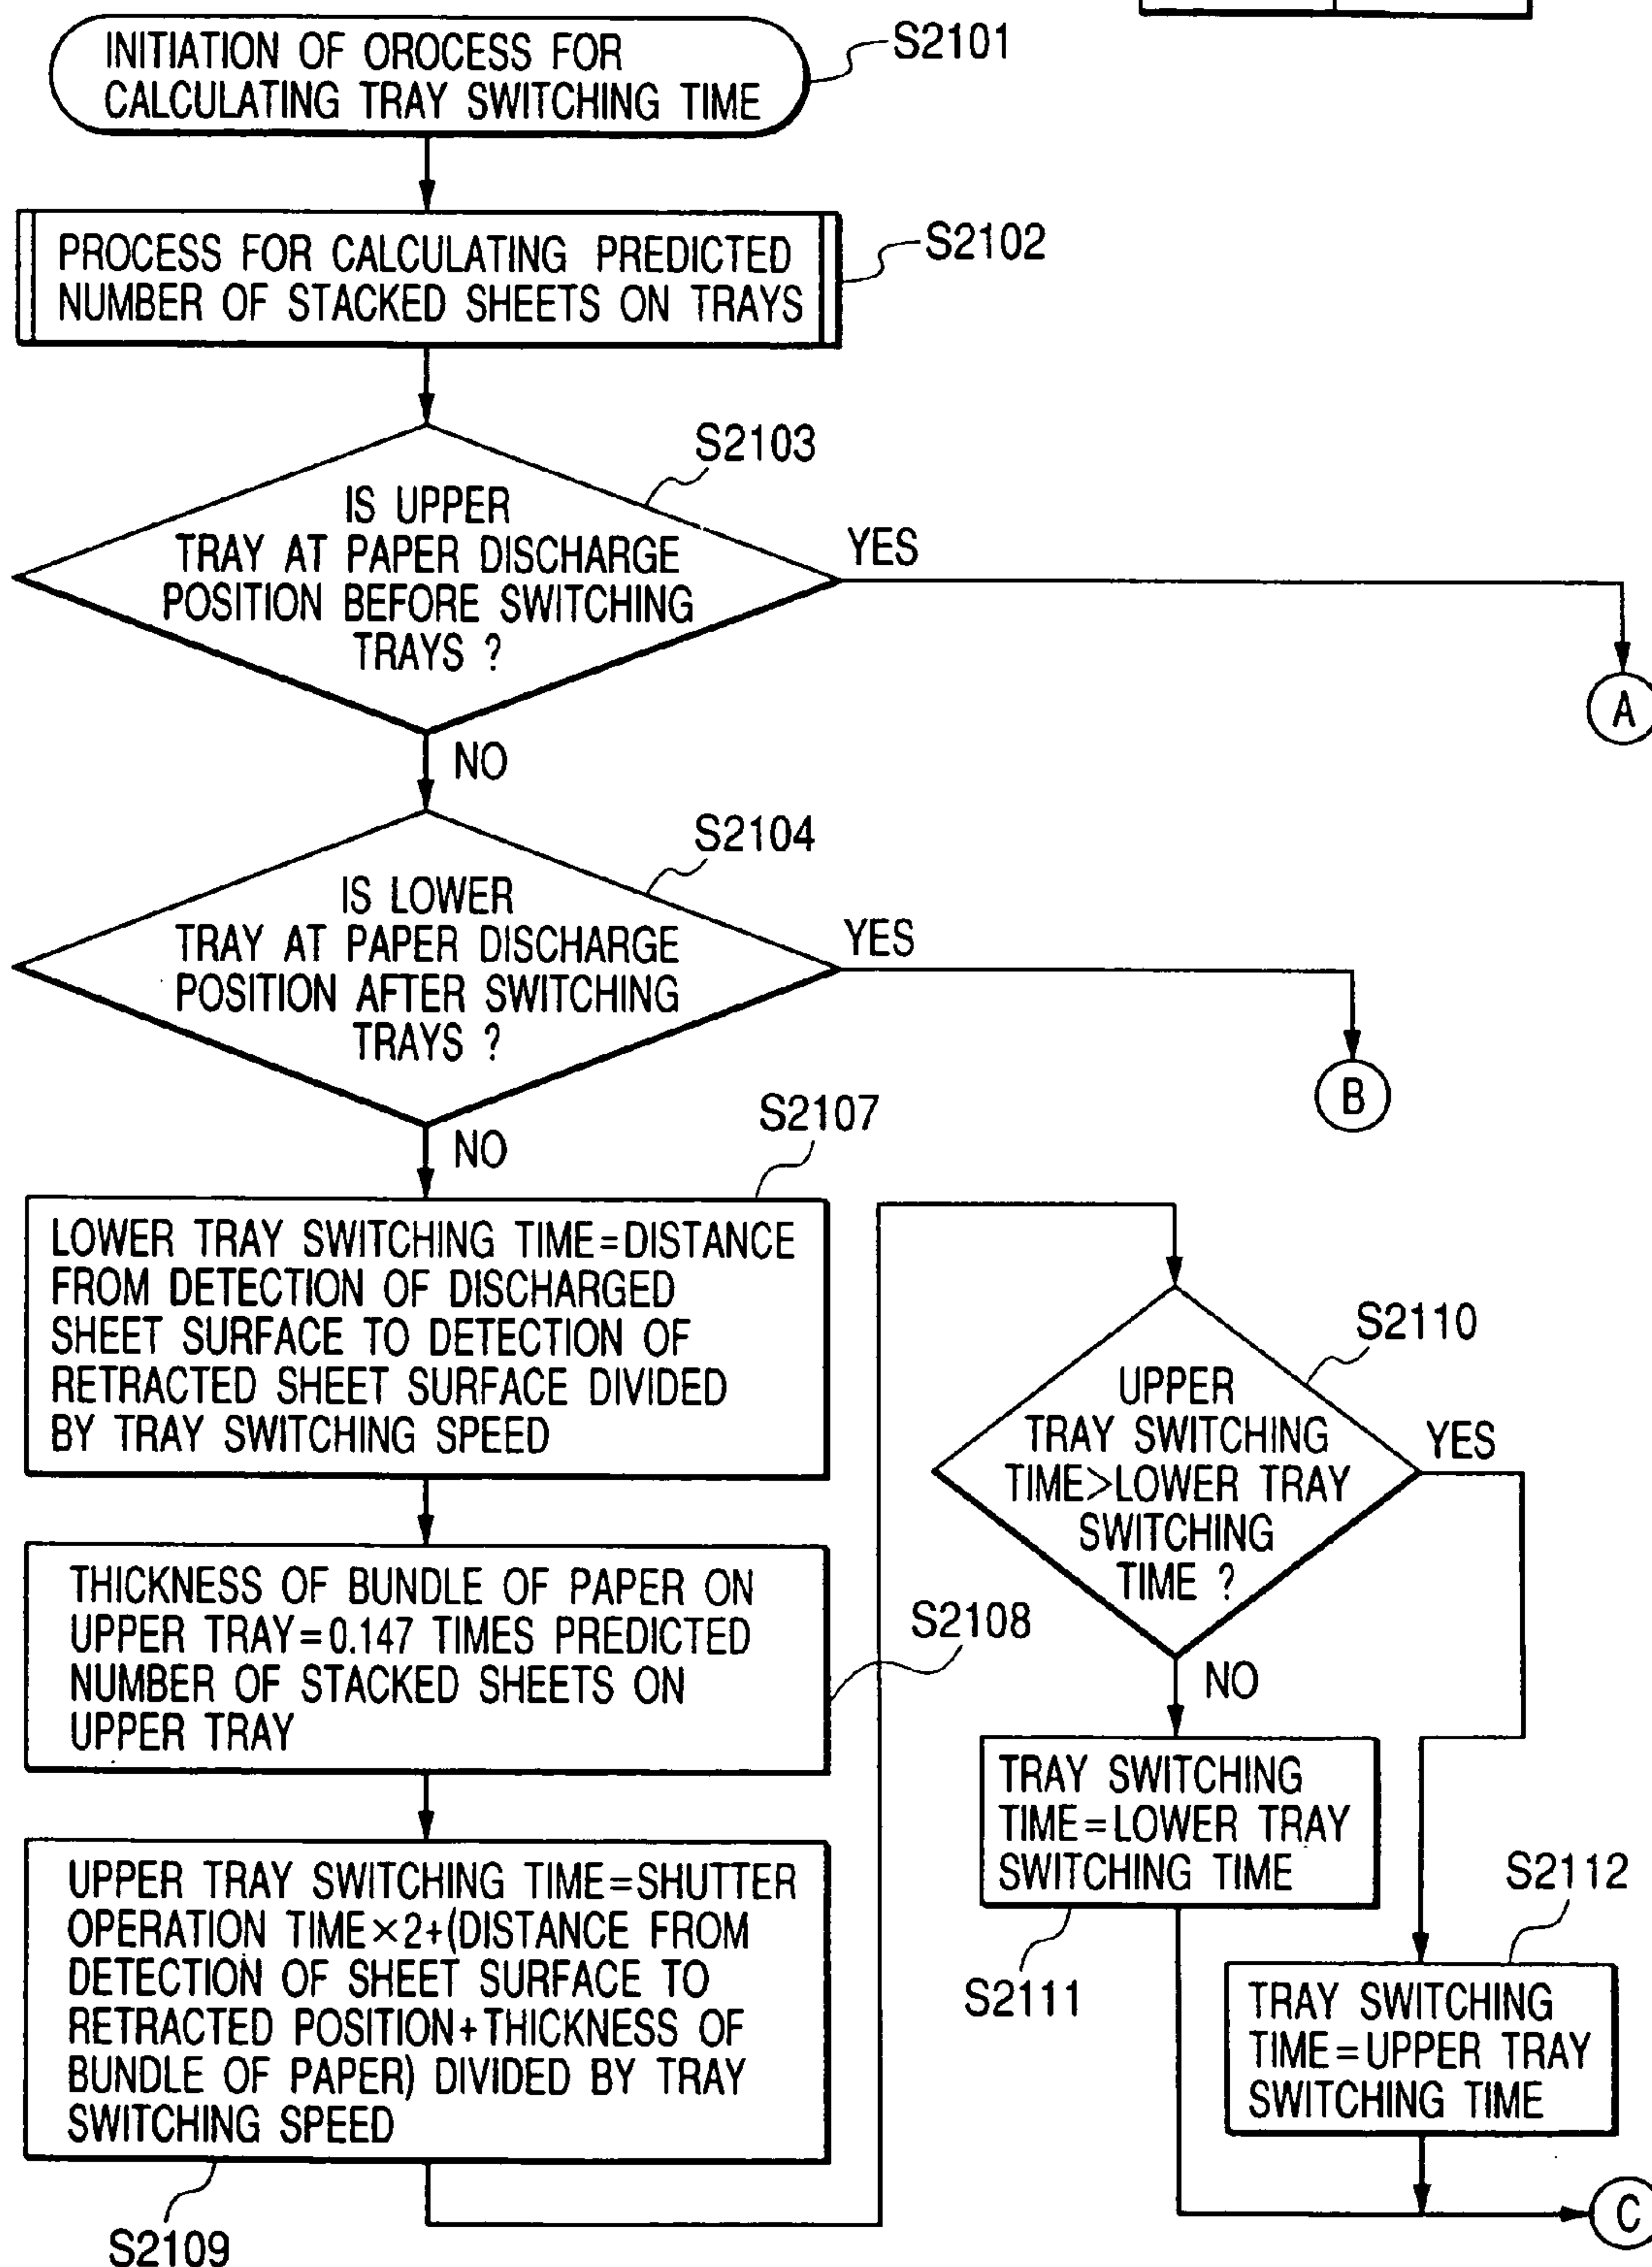 INITIATION OF OROCESS FOR
CALCULATING TRAY SWITCHING TIME
S2101
PROCESS FOR CALCULATING PREDICTED
NUMBER OF STACKED SHEETS ON TRAYS
S2102
S2103
IS UPPER
TRAY AT PAPER DISCHARGE
POSITION BEFORE SWITCHING
TRAYS ?
YES
A
NO
S2104
IS LOWER
TRAY AT PAPER DISCHARGE
POSITION AFTER SWITCHING
TRAYS ?
YES
B
NO
S2107
LOWER TRAY SWITCHING TIME=DISTANCE
FROM DETECTION OF DISCHARGED
SHEET SURFACE TO DETECTION OF
RETRACTED SHEET SURFACE DIVIDED
BY TRAY SWITCHING SPEED
THICKNESS OF BUNDLE OF PAPER ON
UPPER TRAY=0.147 TIMES PREDICTED
NUMBER OF STACKED SHEETS ON
UPPER TRAY
S2108
UPPER TRAY SWITCHING TIME=SHUTTER
OPERATION TIME×2+(DISTANCE FROM
DETECTION OF SHEET SURFACE TO
RETRACTED POSITION+THICKNESS OF
BUNDLE OF PAPER) DIVIDED BY TRAY
SWITCHING SPEED
S2109
S2110
UPPER
TRAY SWITCHING
TIME>LOWER TRAY
SWITCHING
TIME ?
YES
NO
TRAY SWITCHING
TIME=LOWER TRAY
SWITCHING TIME
S2111
S2112
TRAY SWITCHING
TIME=UPPER TRAY
SWITCHING TIME
C